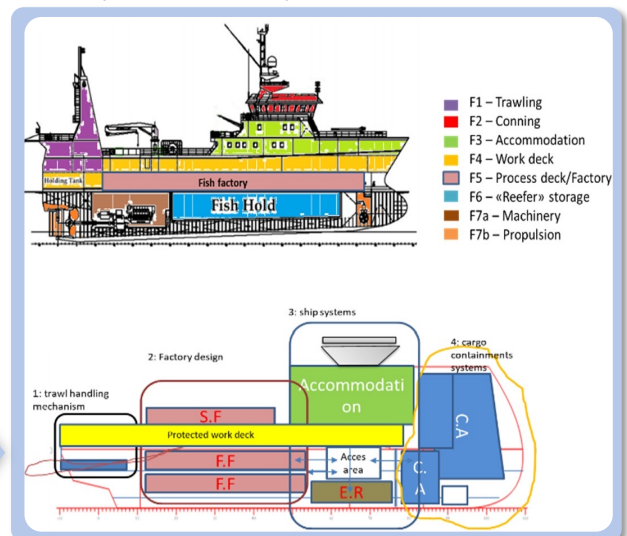 F1 – Trawling
F2 – Conning
F3 – Accommodation
F4 – Work deck
F5 – Process deck/Factory
F6 – «Reefer» storage
F7a – Machinery
F7b – Propulsion
Holding Tank
Fish factory
Fish Hold
3: ship systems
4: cargo
containments
systems
2: Factory design
1: trawl handling
mechanism
Accommodati
on
S.F
Protected work deck
C.A
F.F
Acces
area
C.
A
F.F
E.R